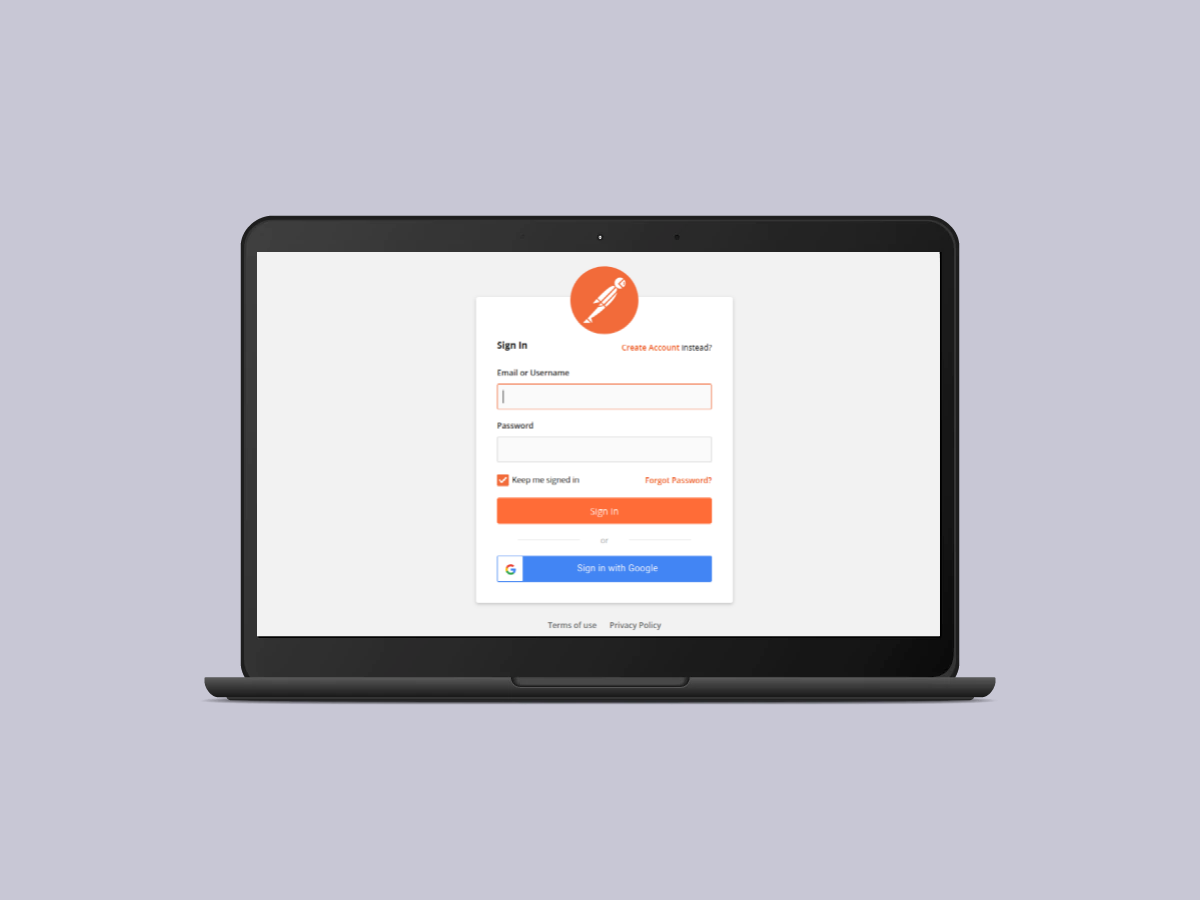 Sign In
Create Account instead?
Email or Username
Password
Keep me signed in
Forgot Password?
Sign in
or
Sign in with Google
Terms of use Privacy Policy